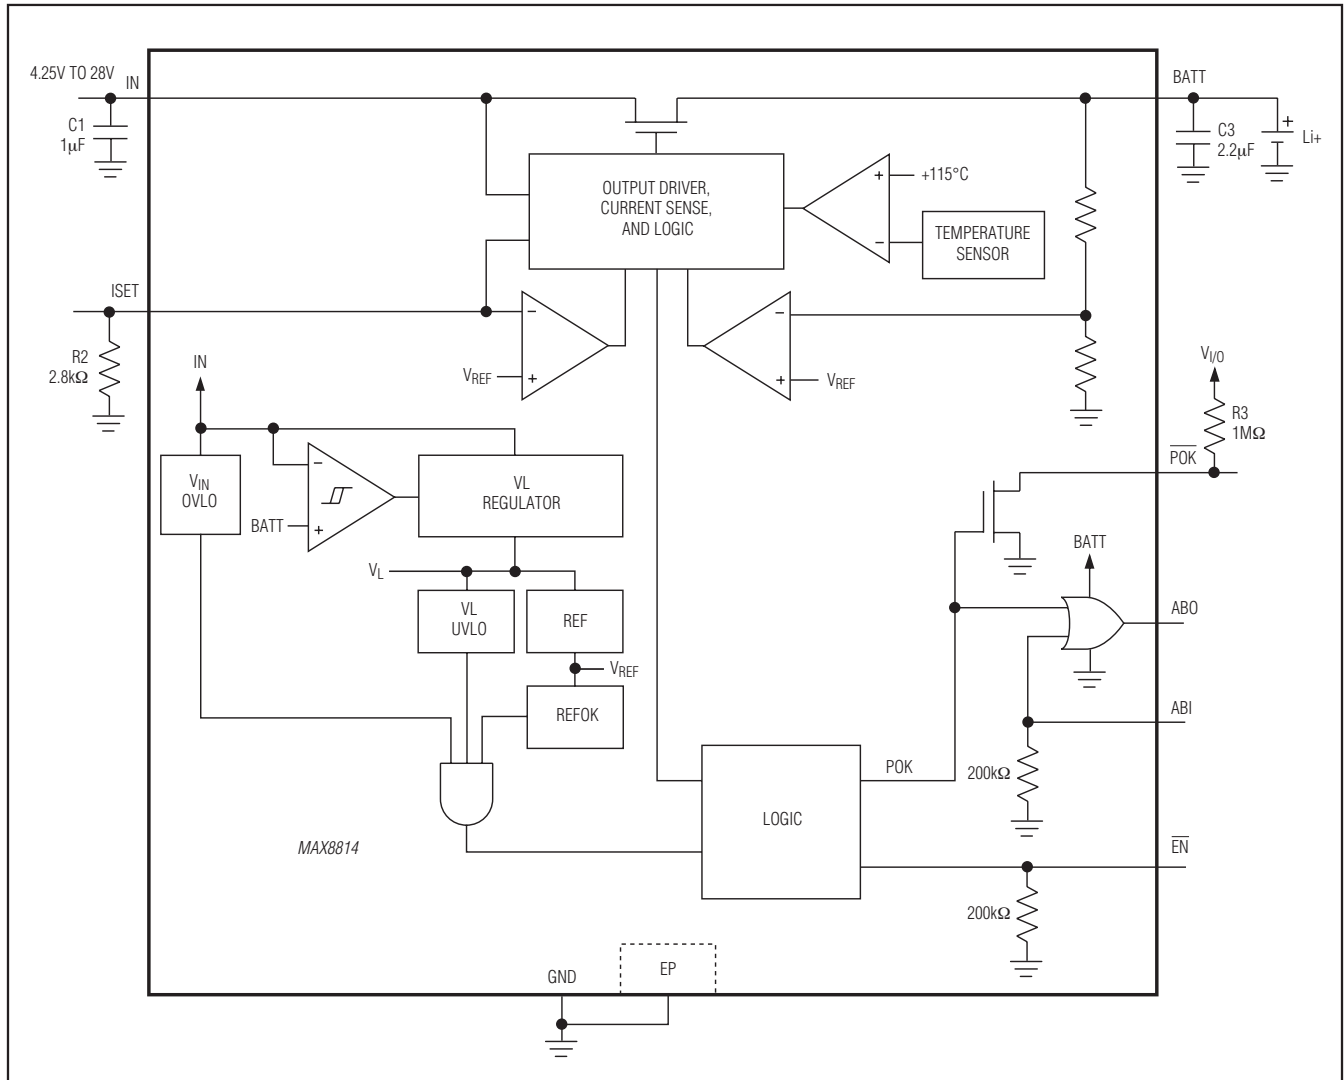 4.25V TO 28V
IN
BATT
C1
1µF
C3
2.2µF
+
Li+
OUTPUT DRIVER,
CURRENT SENSE,
AND LOGIC
+
+115°C
−
TEMPERATURE
SENSOR
ISET
−
−
R2
2.8kΩ
IN
VREF
+
+
VREF
VI/O
R3
1MΩ
POK
VIN
OVLO
−
BATT
+
VL
REGULATOR
VL
BATT
VL
UVLO
REF
ABO
VREF
REFOK
ABI
POK
200kΩ
LOGIC
MAX8814
EN
200kΩ
GND
EP